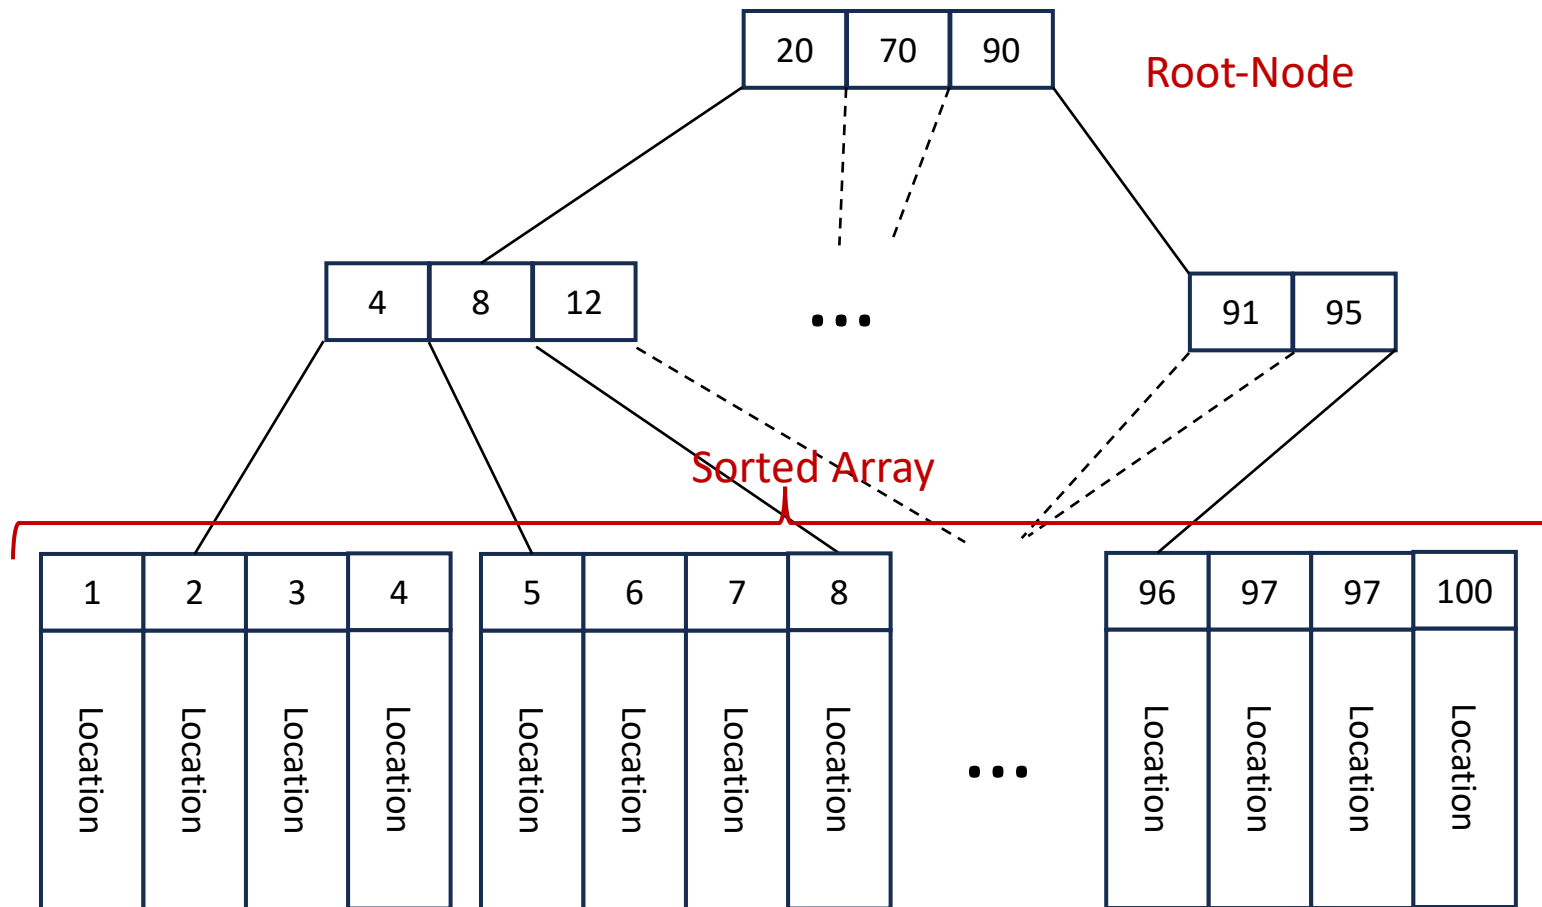 20 70 90
Root-Node
4 8 12 ... 91 95
Sorted Array
1 2 3 4 5 6 7 8 96 97 97 100
Location Location Location Location Location Location Location Location ... Location Location Location Location